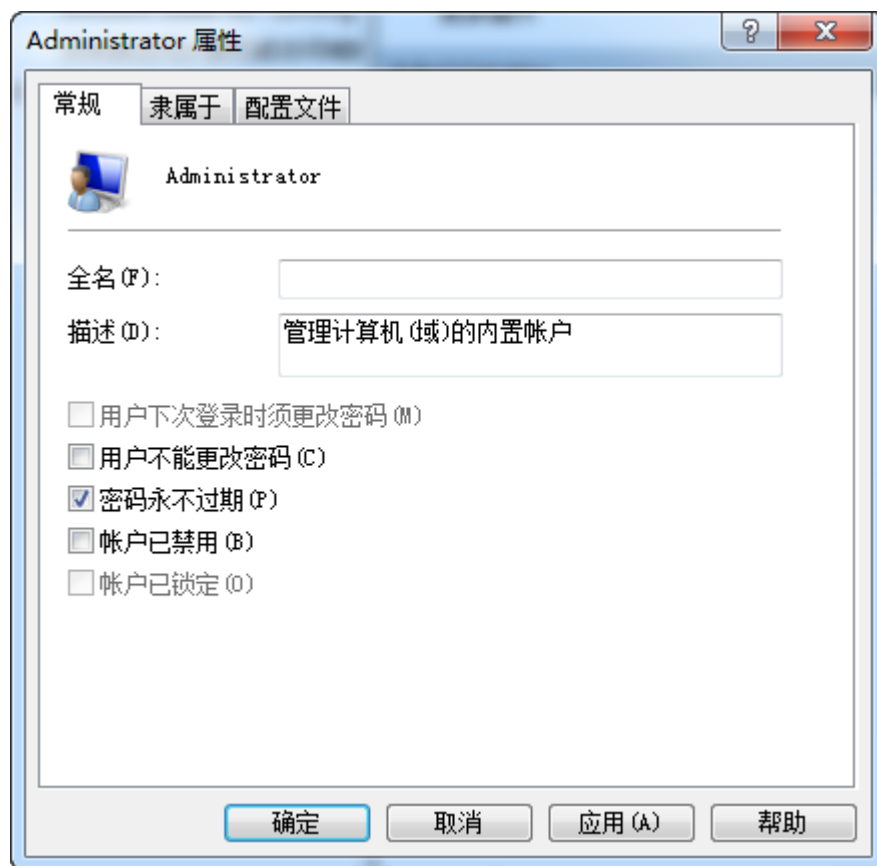 Administrator 属性
常规 隶属于 配置文件
Administrator
全名(F):
描述(D): 管理计算机(域)的内置帐户
用户下次登录时须更改密码(M)
用户不能更改密码(C)
密码永不过期(P)
帐户已禁用(B)
帐户已锁定(O)
确定 取消 应用(A) 帮助